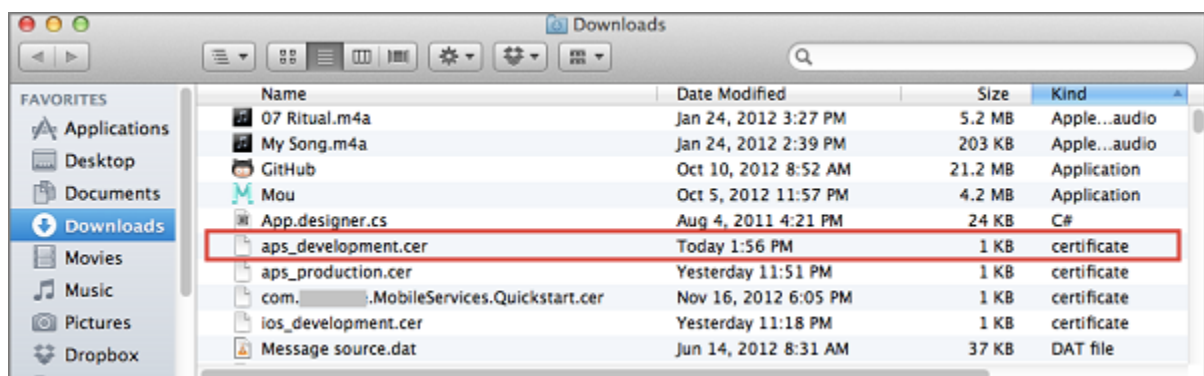 Downloads
FAVORITES
Applications
Desktop
Documents
Downloads
Movies
Music
Pictures
Dropbox
Name Date Modified Size Kind
07 Ritual.m4a Jan 24, 2012 3:27 PM 5.2 MB Apple...audio
My Song.m4a Jan 24, 2012 2:39 PM 203 KB Apple...audio
GitHub Oct 10, 2012 8:52 AM 21.2 MB Application
Mou Oct 5, 2012 11:57 PM 4.2 MB Application
App.designer.cs Aug 4, 2011 4:21 PM 24 KB C#
aps_development.cer Today 1:56 PM 1 KB certificate
aps_production.cer Yesterday 11:51 PM 1 KB certificate
com. .MobileServices.Quickstart.cer Nov 16, 2012 6:05 PM 1 KB certificate
ios_development.cer Yesterday 11:18 PM 1 KB certificate
Message source.dat Jun 14, 2012 8:31 AM 37 KB DAT file